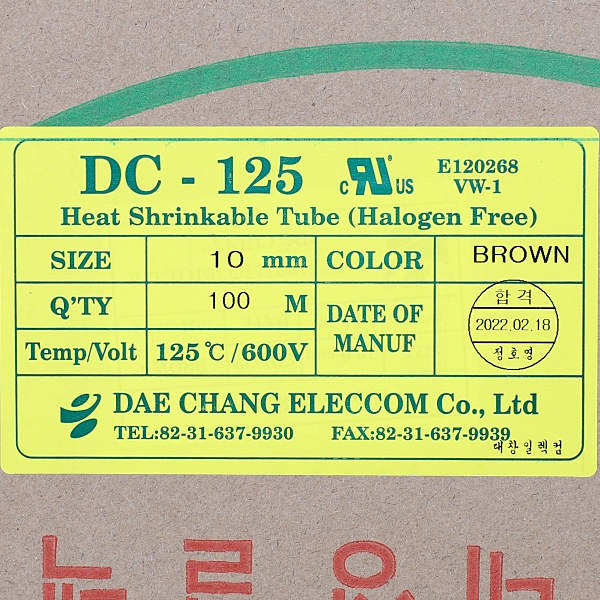 DC - 125 c RU US E120268
VW-1
Heat Shrinkable Tube (Halogen Free)
SIZE 10 mm COLOR BROWN
Q'TY 100 M DATE OF MANUF
합격
2022.02.18
정호영
Temp/Volt 125℃/600V
DAE CHANG ELECCOM Co., Ltd
TEL:82-31-637-9930 FAX:82-31-637-9939
대창일렉컴